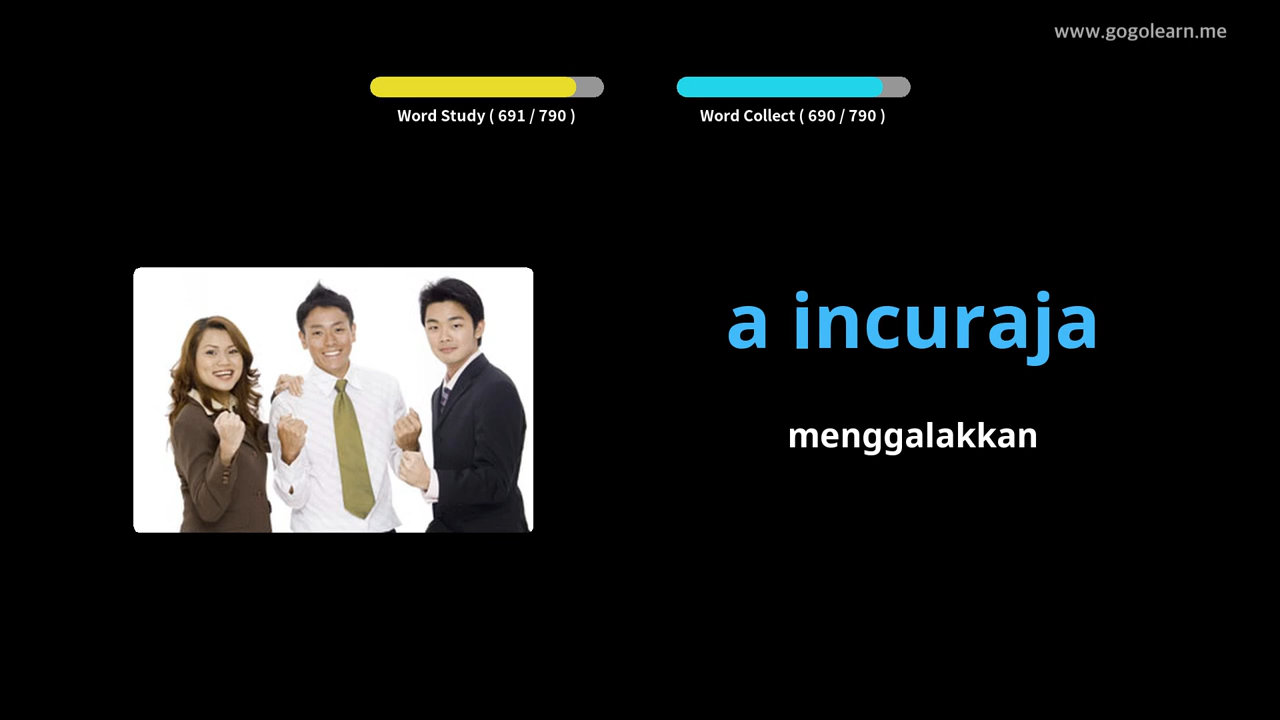 www.gogolearn.me
Word Study ( 691 / 790 )
Word Collect ( 690 / 790 )
a incuraja
menggalakkan